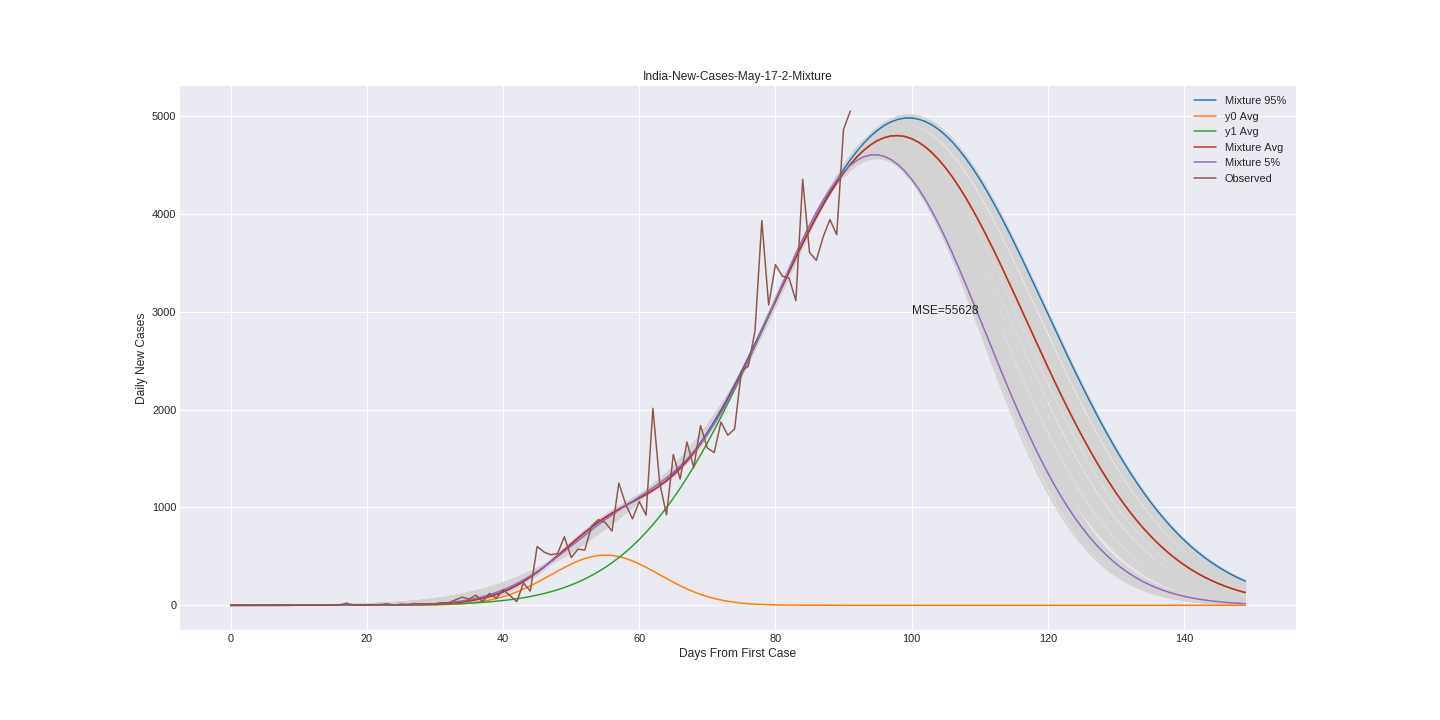 India-New-Cases-May-17-2-Mixture
Mixture 95%
y0 Avg
y1 Avg
Mixture Avg
Mixture 5%
Observed
MSE=55628
Daily New Cases
5000
4000
3000
2000
1000
0
0 20 40 60 80 100 120 140
Days From First Case